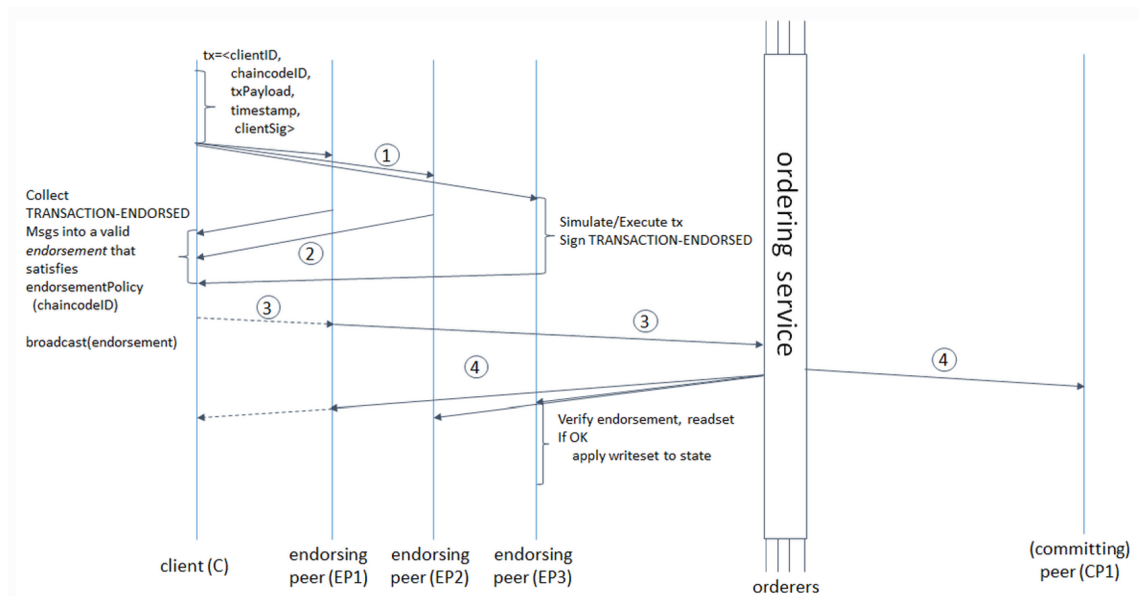 tx=<clientID,
chaincodeID,
txPayload,
timestamp,
clientSig>
1
Collect
TRANSACTION-ENDORSED
Msgs into a valid
endorsement that
satisfies
endorsementPolicy
(chaincodeID)
2
Simulate/Execute tx
Sign TRANSACTION-ENDORSED
ordering service
3
3
broadcast(endorsement)
4
4
Verify endorsement, readset
If OK
apply writeset to state
client (C)
endorsing
peer (EP1)
endorsing
peer (EP2)
endorsing
peer (EP3)
orderers
(committing)
peer (CP1)